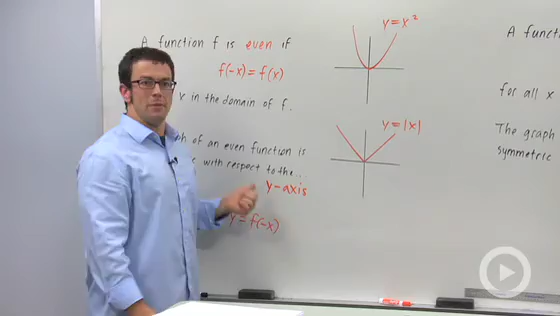 A function f is even if
f(-x) = f(x)
x in the domain of f.
of an even function is
with respect to the...
y-axis
y = f(-x)
y = x²
y = |x|
A funct
for all x
The graph
symmetric